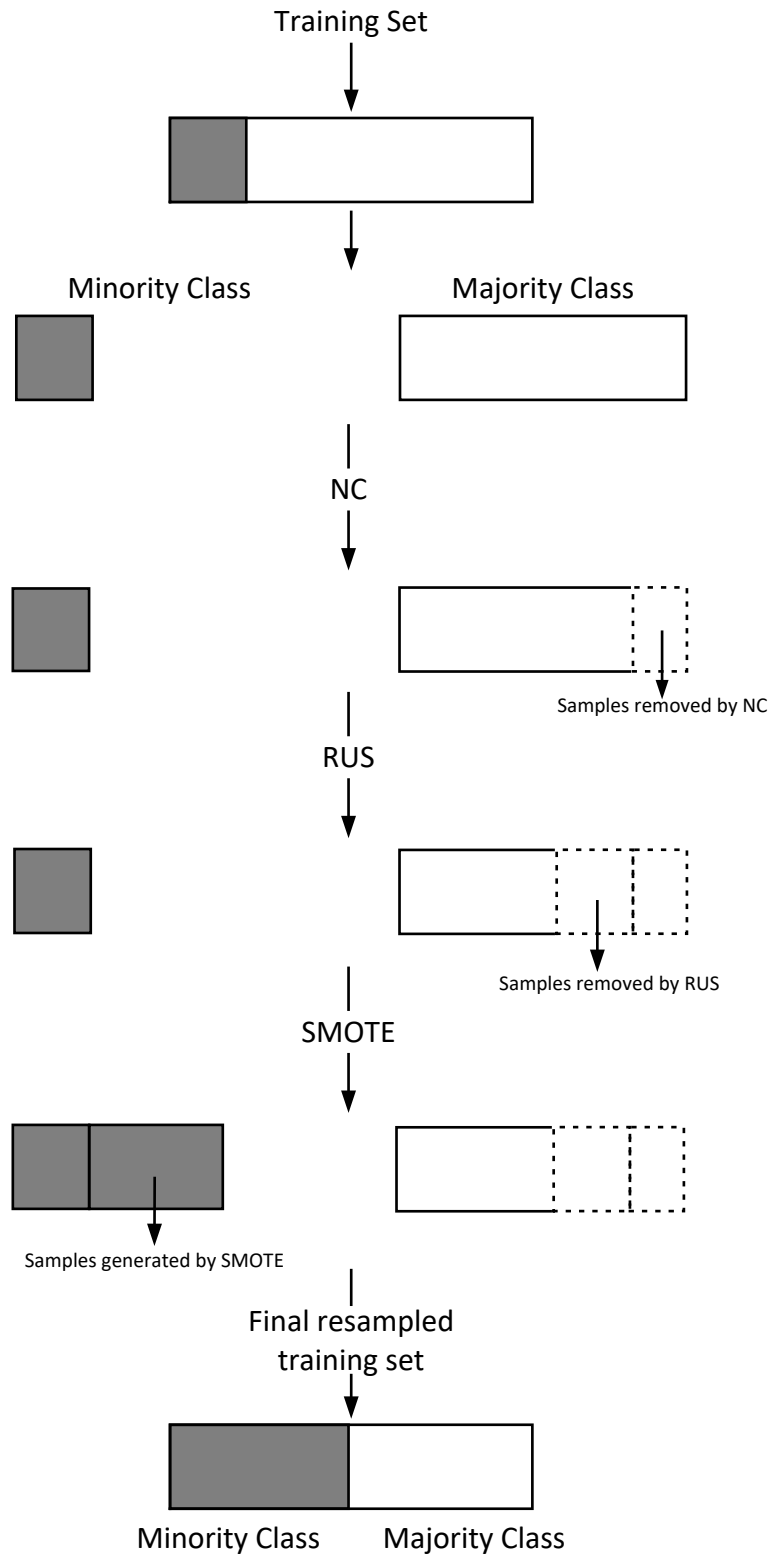 Training Set
Minority Class
Majority Class
NC
Samples removed by NC
RUS
Samples removed by RUS
SMOTE
Samples generated by SMOTE
Final resampled
training set
Minority Class
Majority Class